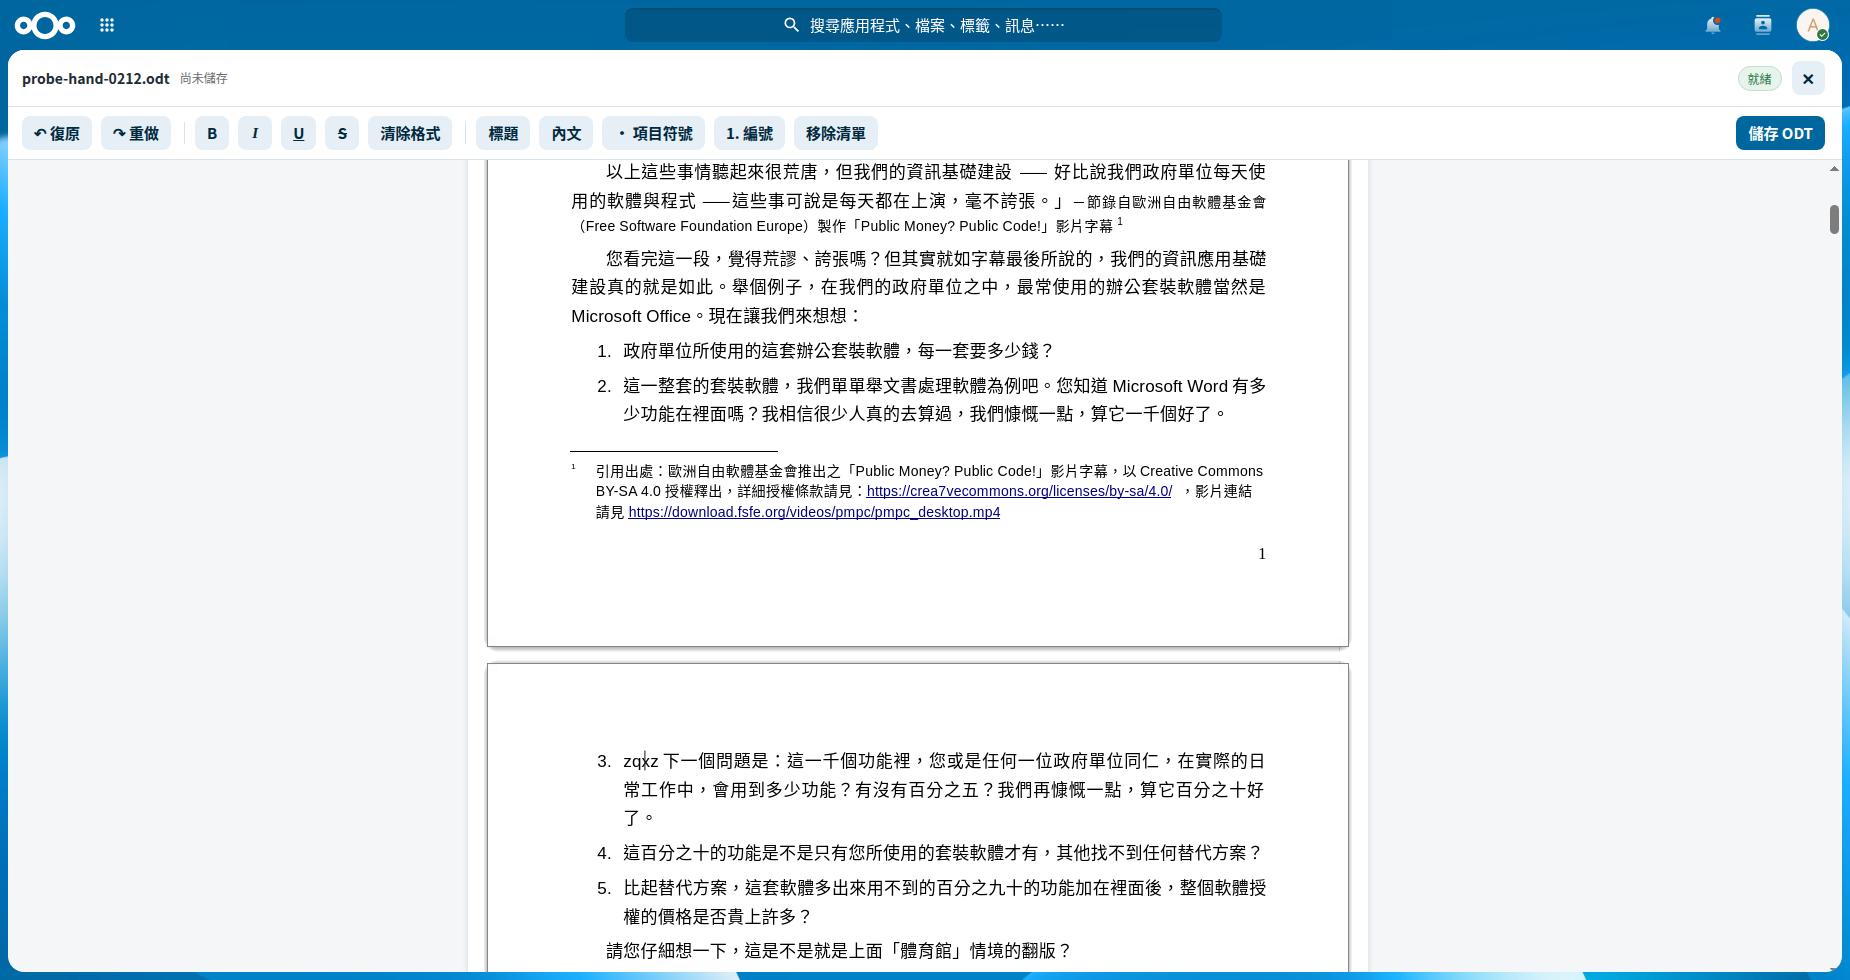 搜尋應用程式、檔案、標籤、訊息……
A
probe-hand-0212.odt 尚未儲存
就緒 ×
↶ 復原 ↷ 重做 B I U S 清除格式 標題 內文 • 項目符號 1. 編號 移除清單 儲存 ODT
以上這些事情聽起來很荒唐，但我們的資訊基礎建設 —— 好比說我們政府單位每天使
用的軟體與程式 ——這些事可說是每天都在上演，毫不誇張。」－節錄自歐洲自由軟體基金會
（Free Software Foundation Europe）製作「Public Money? Public Code!」影片字幕 1
您看完這一段，覺得荒謬、誇張嗎？但其實就如字幕最後所說的，我們的資訊應用基礎
建設真的就是如此。舉個例子，在我們的政府單位之中，最常使用的辦公套裝軟體當然是
Microsoft Office。現在讓我們來想想：
1. 政府單位所使用的這套辦公套裝軟體，每一套要多少錢？
2. 這一整套的套裝軟體，我們單單舉文書處理軟體為例吧。您知道 Microsoft Word 有多
少功能在裡面嗎？我相信很少人真的去算過，我們慷慨一點，算它一千個好了。
1 引用出處：歐洲自由軟體基金會推出之「Public Money? Public Code!」影片字幕，以 Creative Commons
BY-SA 4.0 授權釋出，詳細授權條款請見：https://crea7vecommons.org/licenses/by-sa/4.0/ ，影片連結
請見 https://download.fsfe.org/videos/pmpc/pmpc_desktop.mp4
1
3. zqxz 下一個問題是：這一千個功能裡，您或是任何一位政府單位同仁，在實際的日
常工作中，會用到多少功能？有沒有百分之五？我們再慷慨一點，算它百分之十好
了。
4. 這百分之十的功能是不是只有您所使用的套裝軟體才有，其他找不到任何替代方案？
5. 比起替代方案，這套軟體多出來用不到的百分之九十的功能加在裡面後，整個軟體授
權的價格是否貴上許多？
請您仔細想一下，這是不是就是上面「體育館」情境的翻版？